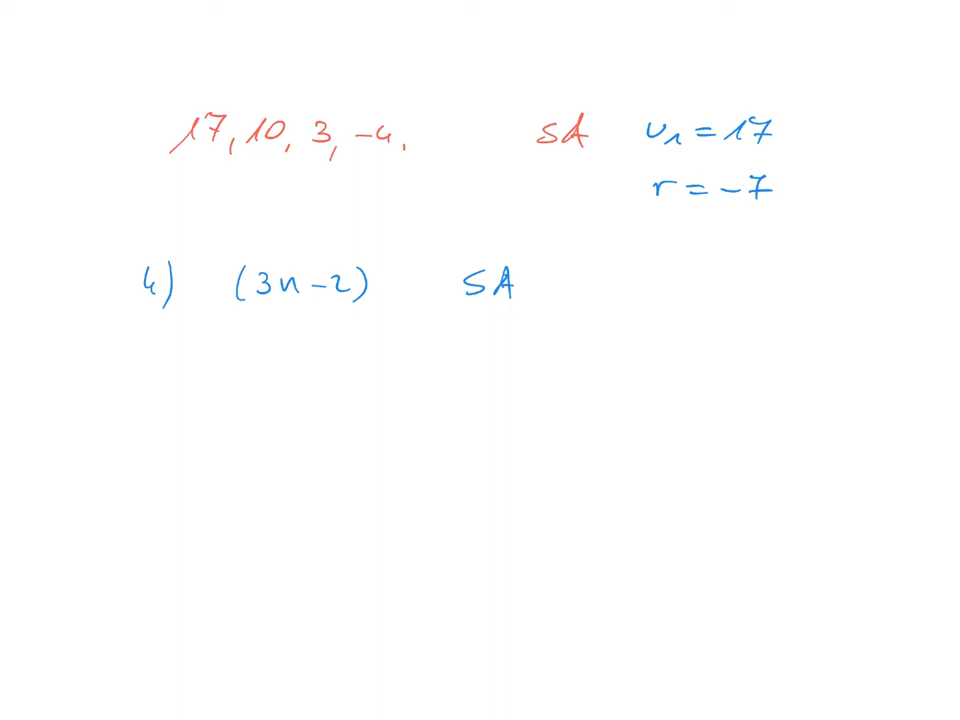 17, 10, 3, -4, SA u₁ = 17
r = -7
4) (3n-2) SA